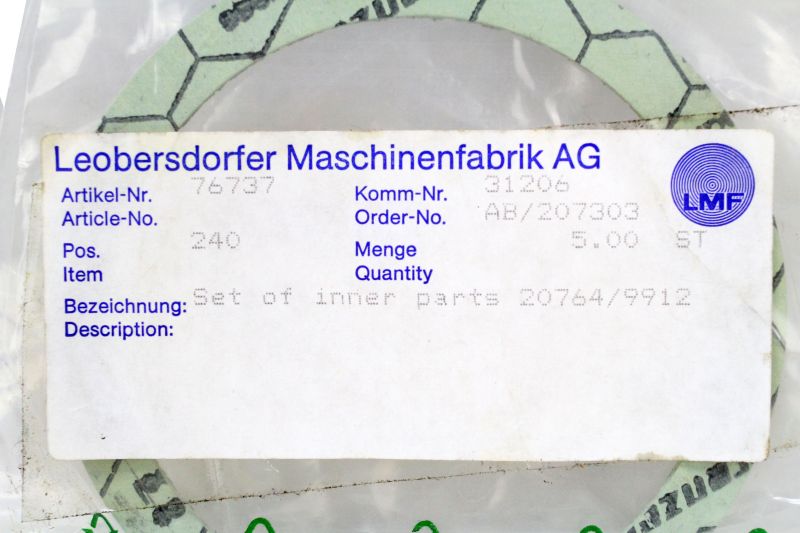 Leobersdorfer Maschinenfabrik AG
Artikel-Nr. 76737 Komm-Nr. 31206
Article-No. Order-No. AB/207303
LMF
Pos. 240 Menge 5.00 ST
Item Quantity
Bezeichnung: Set of inner parts 20764/9912
Description: